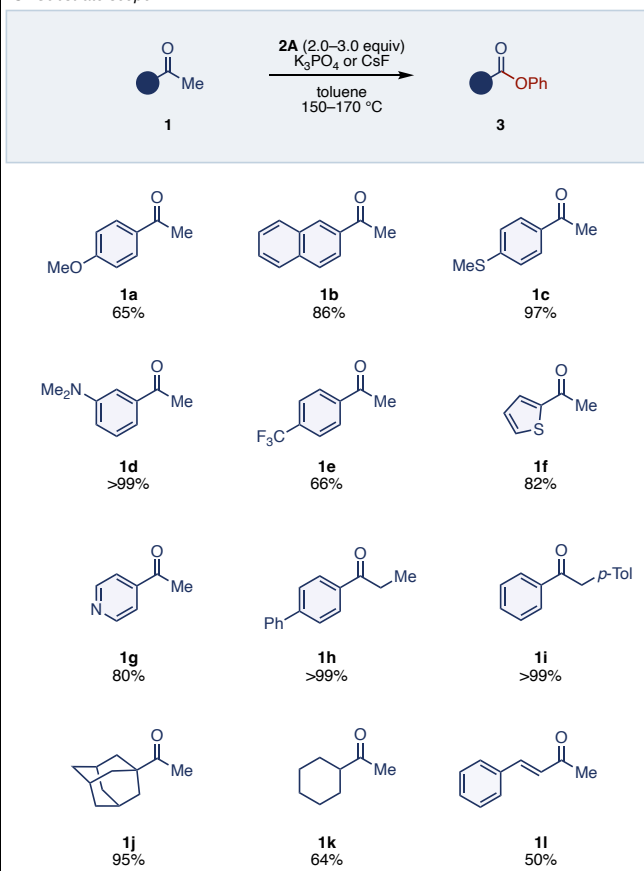 O
Me
1
2A (2.0–3.0 equiv)
K3PO4 or CsF
toluene
150–170 °C
O
OPh
3
O
Me
MeO
1a
65%
O
Me
1b
86%
O
Me
MeS
1c
97%
O
Me2N
Me
1d
>99%
O
Me
F3C
1e
66%
O
Me
S
1f
82%
O
Me
N
1g
80%
O
Me
Ph
1h
>99%
O
p-Tol
1i
>99%
O
Me
1j
95%
O
Me
1k
64%
O
Me
1l
50%